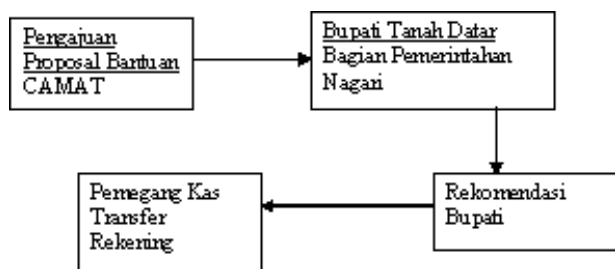 Pengajuan
Proposal Bantuan
CAMAT
Bupati Tanah Datar
Bagian Pemerintahan
Nagari
Rekomendasi
Bupati
Pemegang Kas
Transfer
Rekening